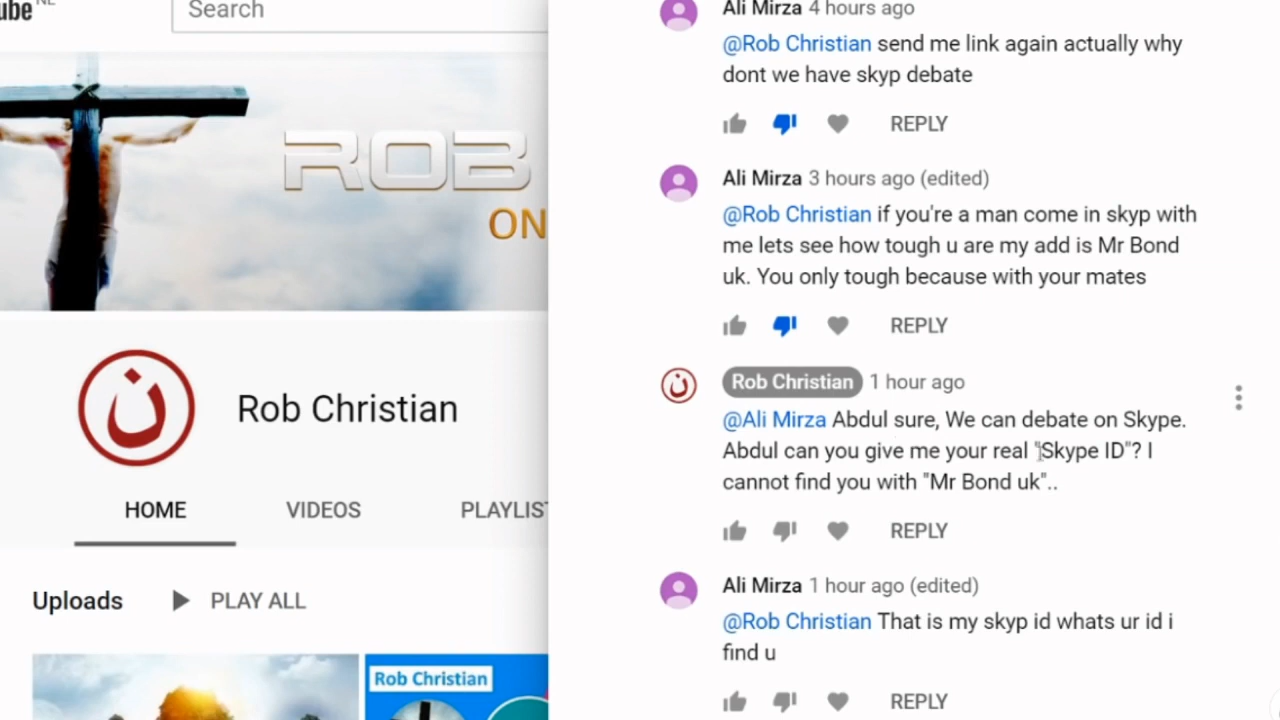 ube NL
Search
ROB
ON
ن
Rob Christian
HOME VIDEOS PLAYLIST
Uploads PLAY ALL
Rob Christian
Ali Mirza 4 hours ago
@Rob Christian send me link again actually why
dont we have skyp debate
REPLY
Ali Mirza 3 hours ago (edited)
@Rob Christian if you're a man come in skyp with
me lets see how tough u are my add is Mr Bond
uk. You only tough because with your mates
REPLY
ن
Rob Christian 1 hour ago
@Ali Mirza Abdul sure, We can debate on Skype.
Abdul can you give me your real "Skype ID"? I
cannot find you with "Mr Bond uk"..
REPLY
Ali Mirza 1 hour ago (edited)
@Rob Christian That is my skyp id whats ur id i
find u
REPLY